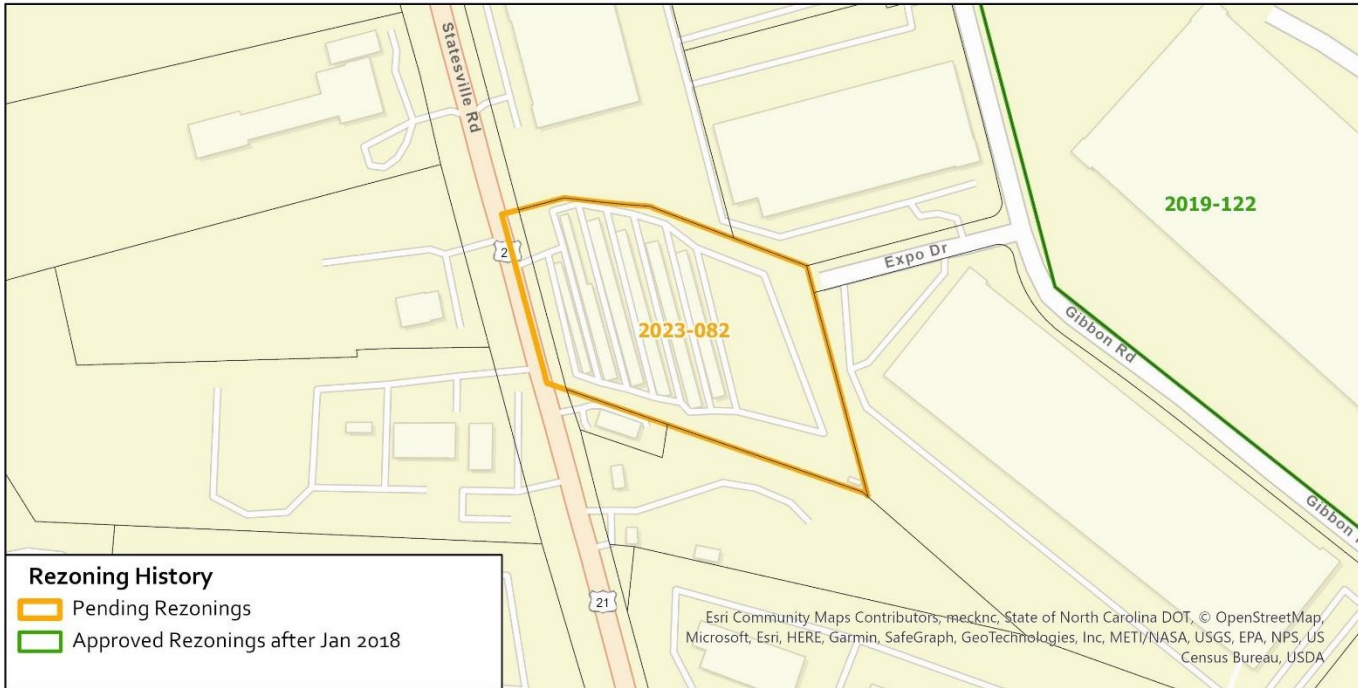 Statesville Rd
2019-122
2
Expo Dr
2023-082
Gibbon Rd
Gibbon
21
Rezoning History
Pending Rezonings
Approved Rezonings after Jan 2018
Esri Community Maps Contributors, mecknc, State of North Carolina DOT, © OpenStreetMap,
Microsoft, Esri, HERE, Garmin, SafeGraph, GeoTechnologies, Inc, METI/NASA, USGS, EPA, NPS, US
Census Bureau, USDA